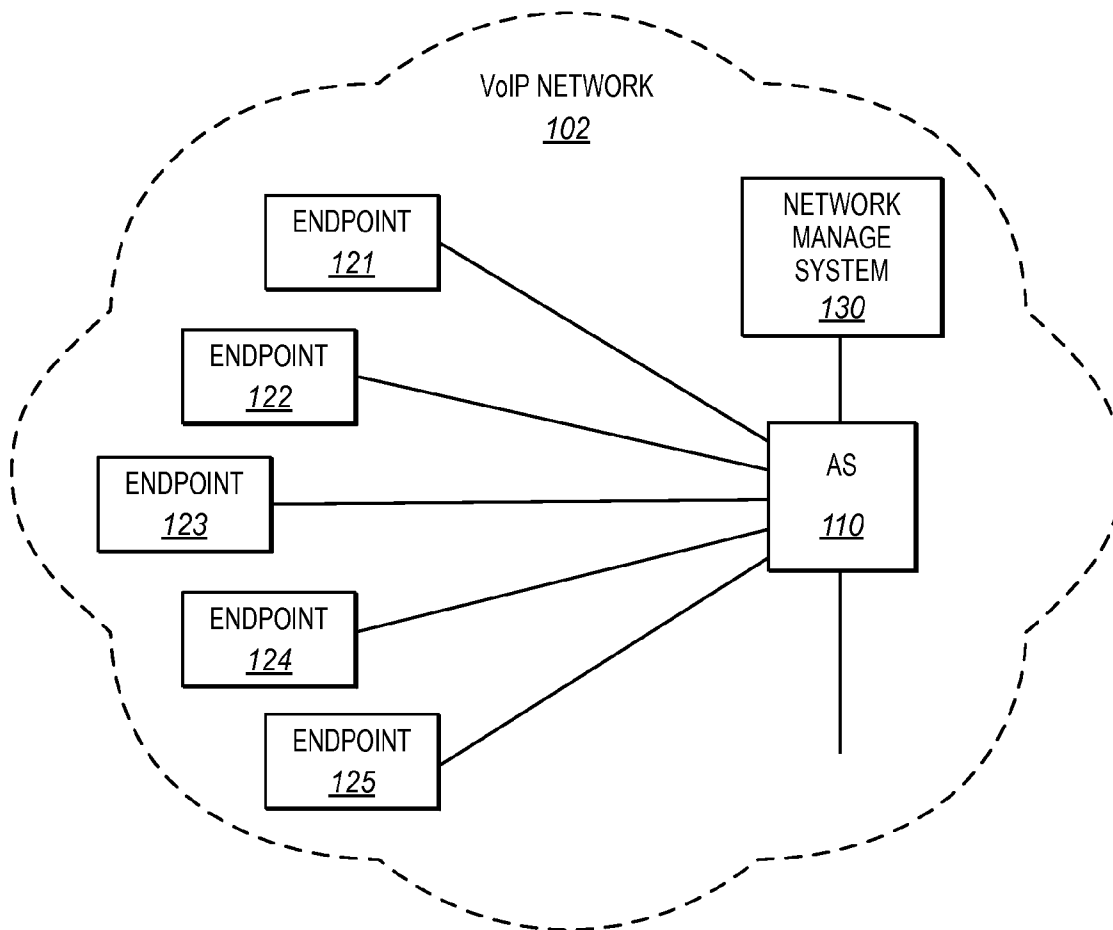 VoIP NETWORK
102
ENDPOINT
121
NETWORK
MANAGE
SYSTEM
130
ENDPOINT
122
ENDPOINT
123
AS
110
ENDPOINT
124
ENDPOINT
125